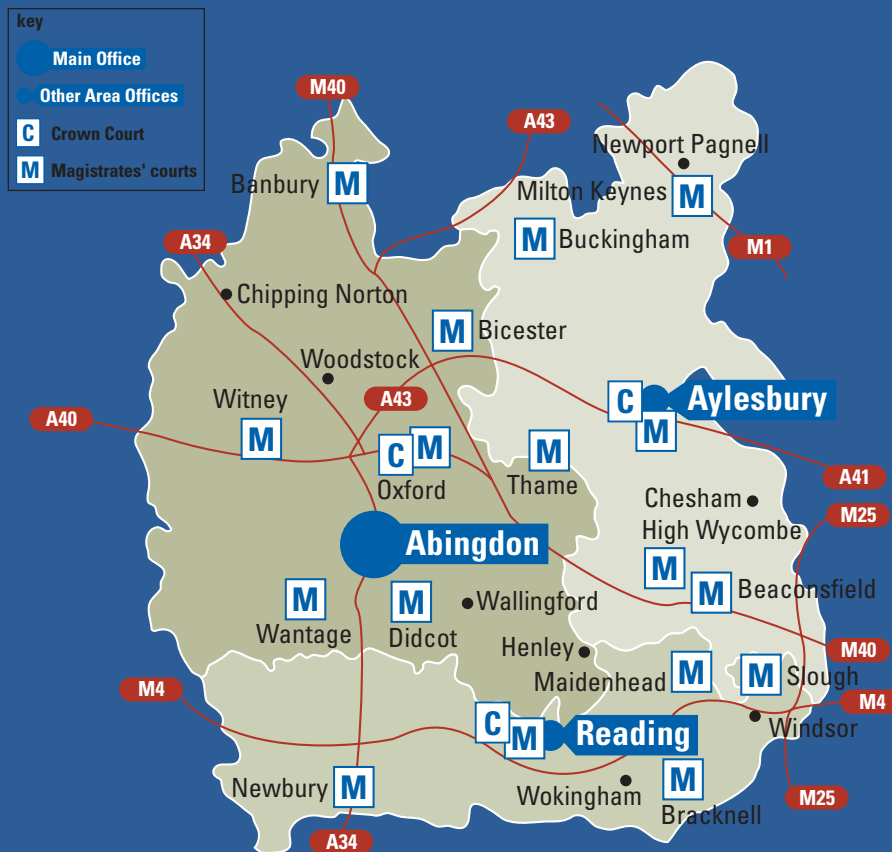 key
Main Office
Other Area Offices
C Crown Court
M Magistrates' courts
M40
A43
Newport Pagnell
Banbury M
Milton Keynes M
A34
M Buckingham
M1
Chipping Norton
M Bicester
Woodstock
A43
Witney
M
A40
C Aylesbury
M
C M
Oxford
M
Thame
A41
Chesham
M25
High Wycombe
M
Abingdon
M Beaconsfield
M
Wantage
M
Didcot
Wallingford
Henley
M40
Maidenhead M
M Slough
M4
M4
Windsor
C M Reading
Newbury M
Wokingham
M
Bracknell
M25
A34